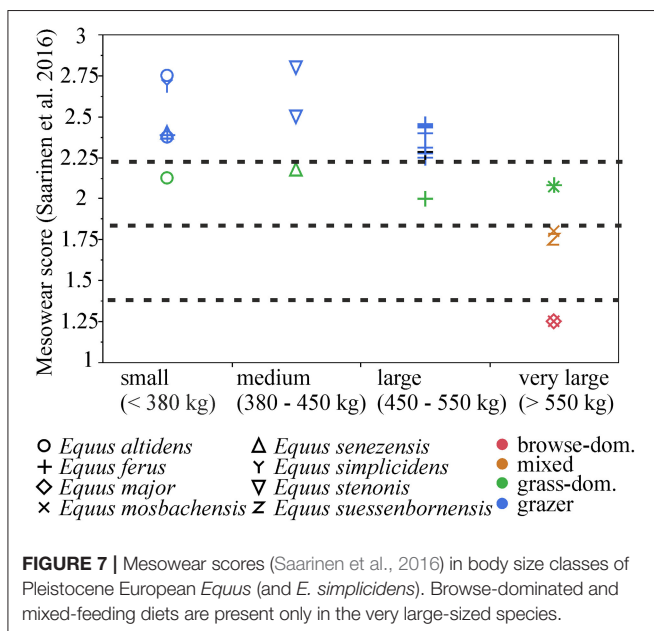 Mesowear score (Saarinen et al. 2016)
3
2.75
2.5
2.25
2
1.75
1.5
1.25
1
small
(< 380 kg)
medium
(380 - 450 kg)
large
(450 - 550 kg)
very large
(> 550 kg)
Equus altidens
Equus ferus
Equus major
Equus mosbachensis
Equus senezensis
Equus simplicidens
Equus stenonis
Equus suessenbornensis
browse-dom.
mixed
grass-dom.
grazer
FIGURE 7 | Mesowear scores (Saarinen et al., 2016) in body size classes of
Pleistocene European Equus (and E. simplicidens). Browse-dominated and
mixed-feeding diets are present only in the very large-sized species.